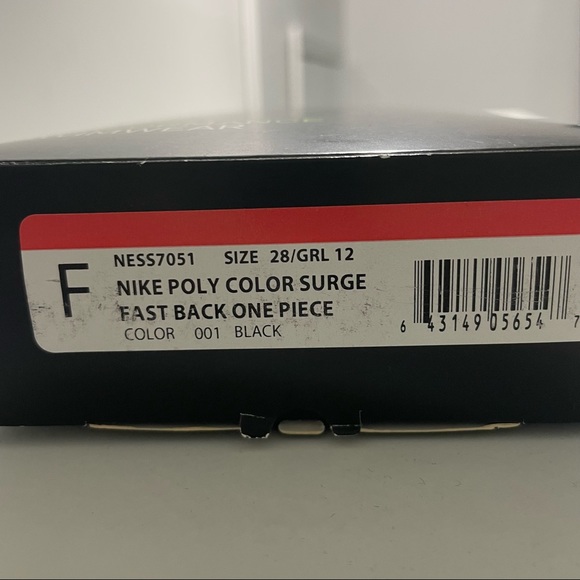 F
NESS7051 SIZE 28/GRL 12
NIKE POLY COLOR SURGE
FAST BACK ONE PIECE
COLOR 001 BLACK
6 43149 05654 7